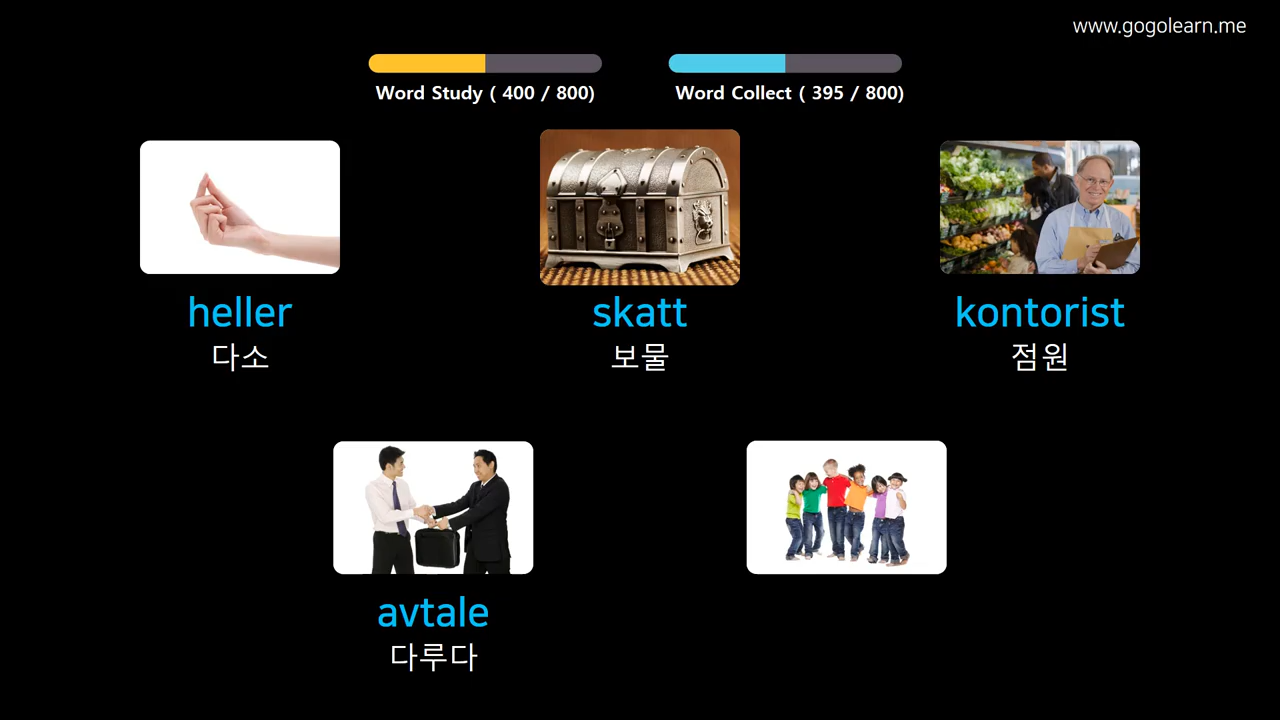 www.gogolearn.me
Word Study ( 400 / 800)
Word Collect ( 395 / 800)
heller
다소
skatt
보물
kontorist
점원
avtale
다루다